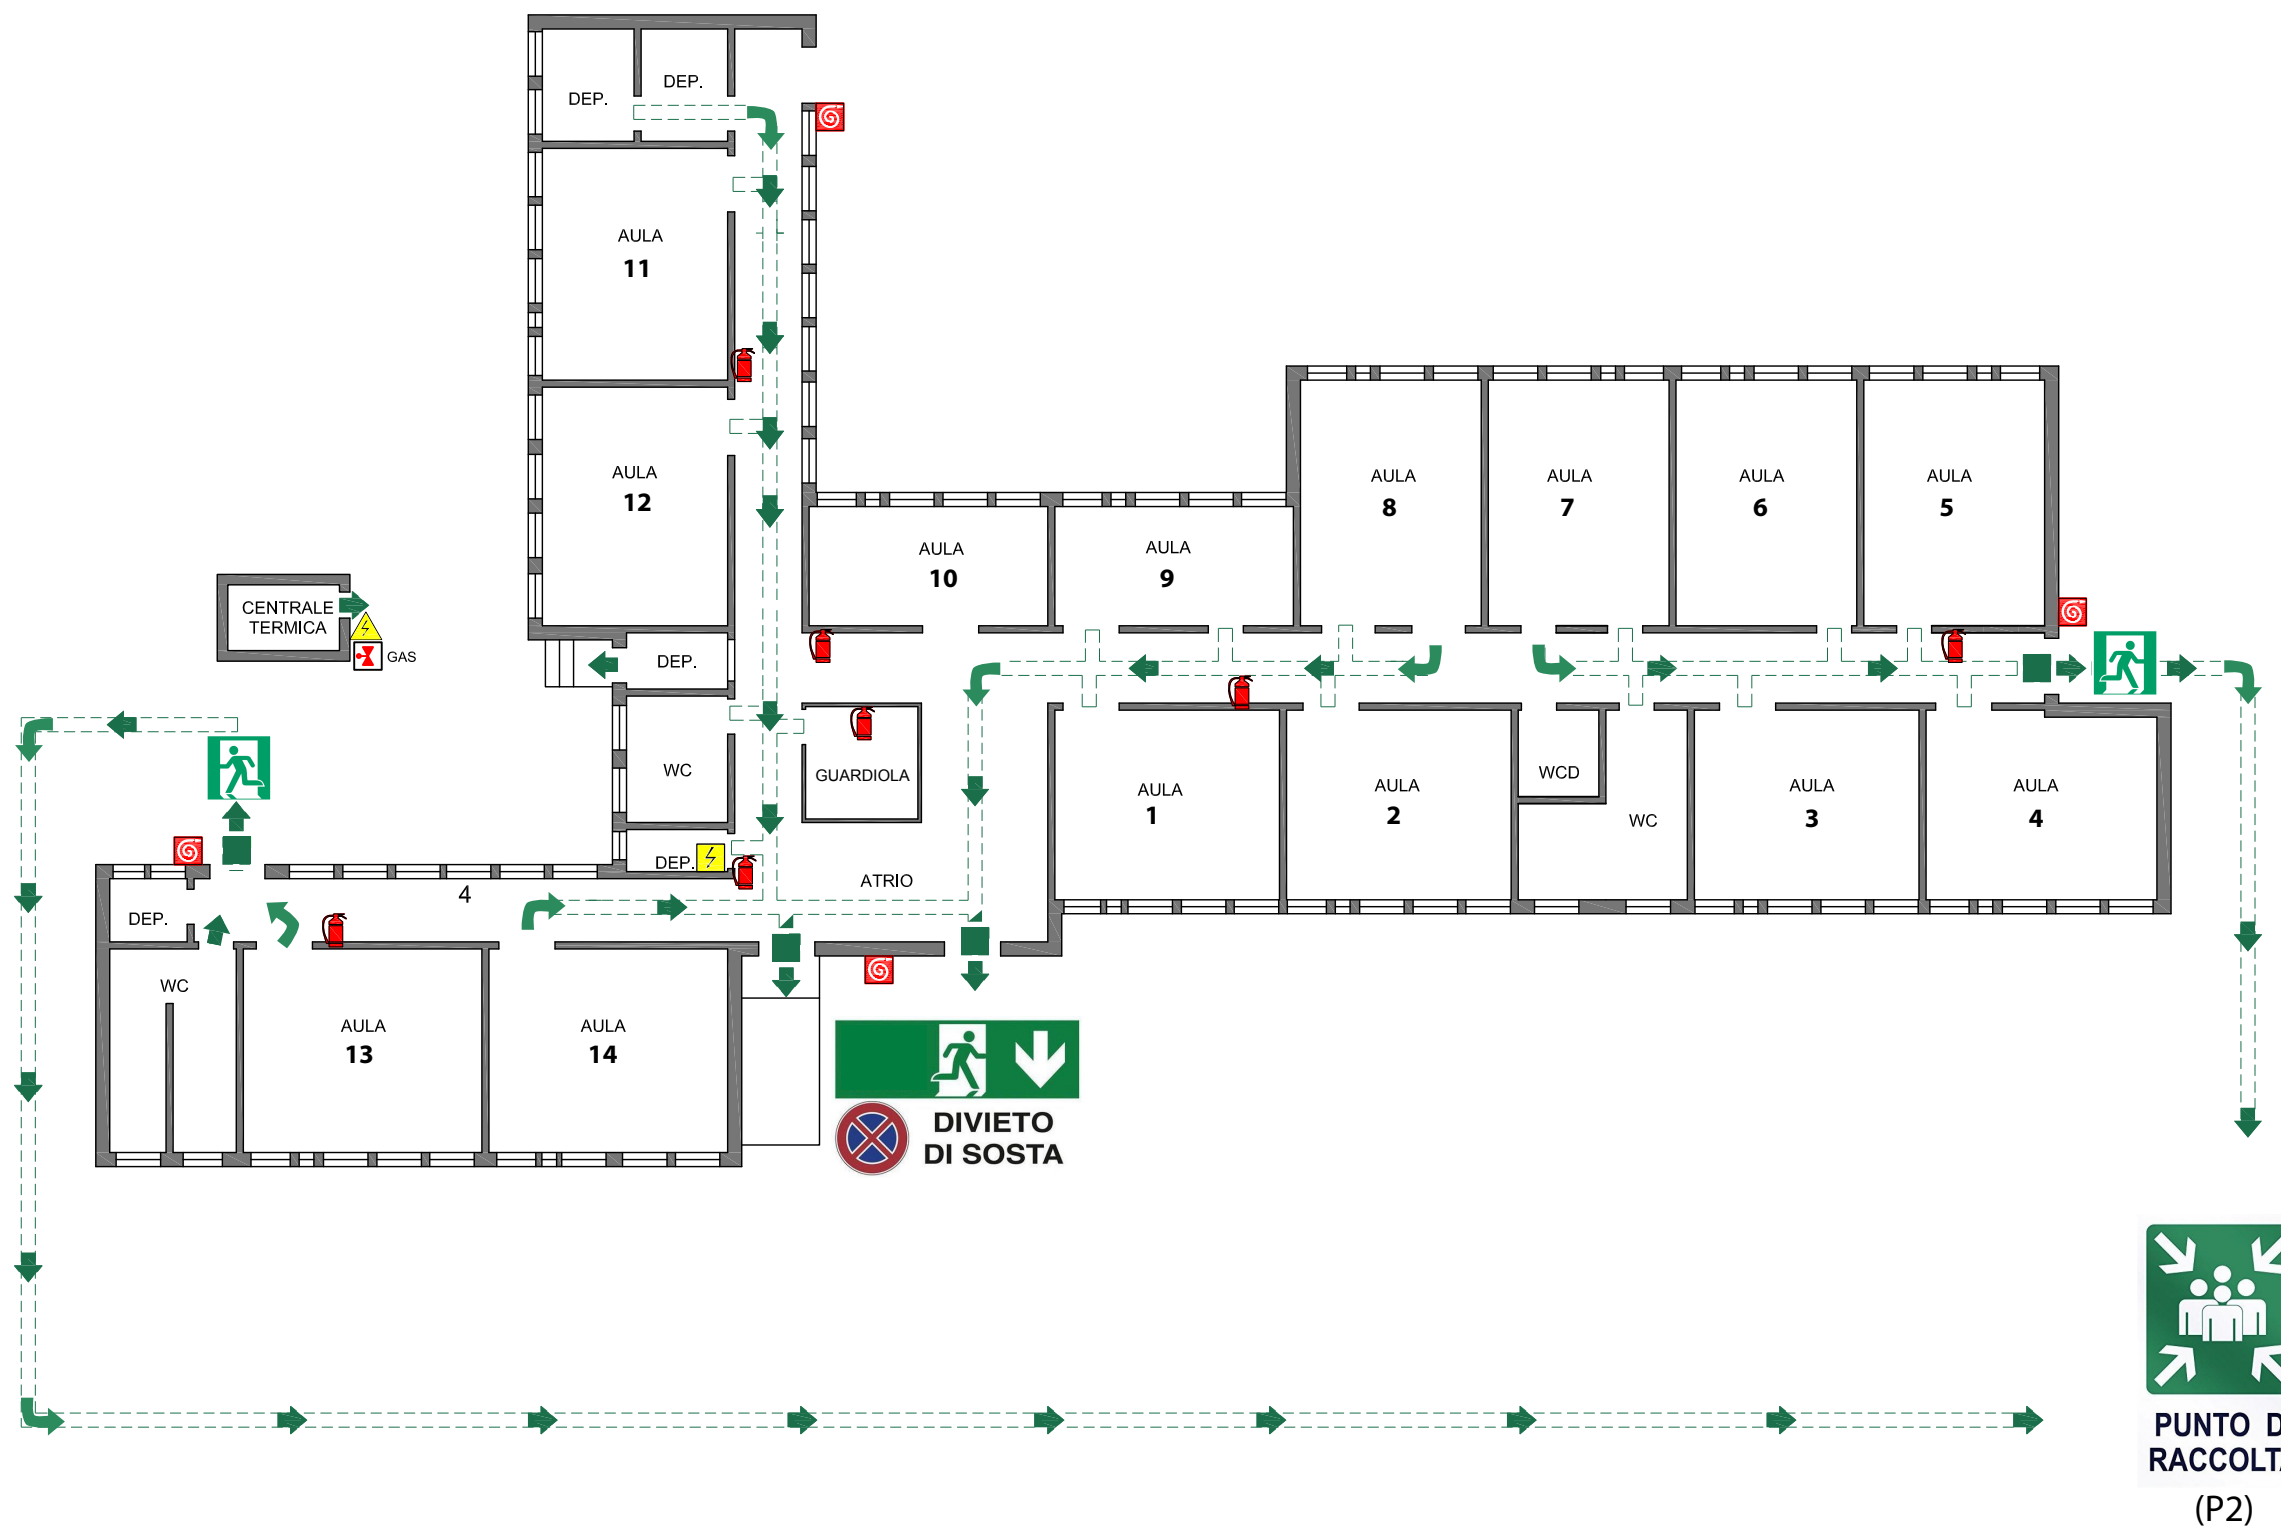 DEP.
DEP.
AULA
11
AULA
12
AULA
8
AULA
7
AULA
6
AULA
5
AULA
10
AULA
9
CENTRALE
TERMICA
GAS
DEP.
WC
GUARDIOLA
WCD
AULA
1
AULA
2
WC
AULA
3
AULA
4
DEP.
ATRIO
4
DEP.
WC
AULA
13
AULA
14
DIVIETO
DI SOSTA
PUNTO D
RACCOLTA
(P2)